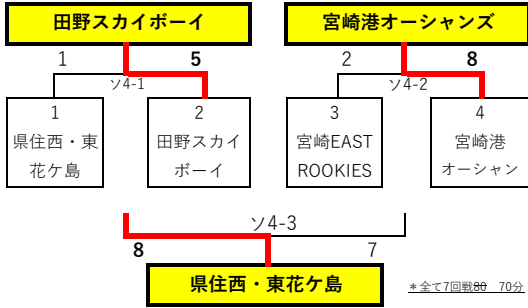 田野スカイボーイ 宮崎港オーシャンズ
1 5 2 8
ソ4-1 ソ4-2
1 2 3 4
県住西・東 田野スカイ 宮崎EAST 宮崎港
花ケ島 ボーイ ROOKIES オーシャン
ソ4-3
8 7
県住西・東花ケ島
*全て7回戦80 70分